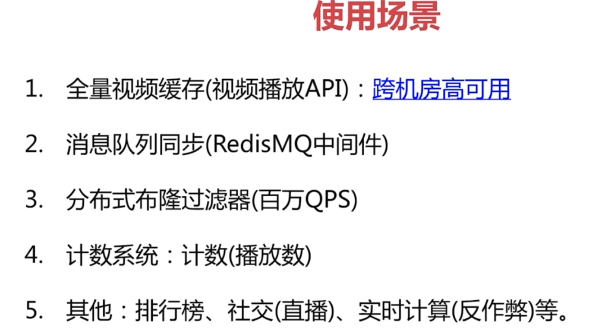 使用场景
1. 全量视频缓存(视频播放API)：跨机房高可用
2. 消息队列同步(RedisMQ中间件)
3. 分布式布隆过滤器(百万QPS)
4. 计数系统：计数(播放数)
5. 其他：排行榜、社交(直播)、实时计算(反作弊)等。